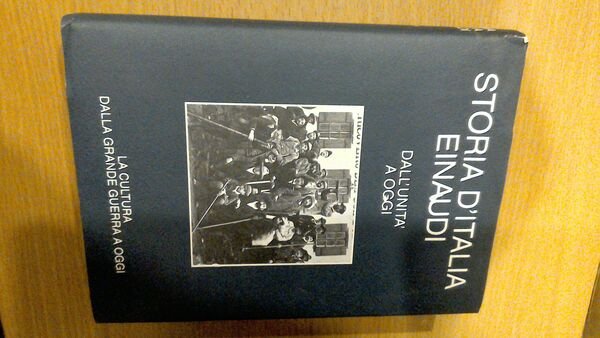 STORIA D'ITALIA
EINAUDI
DALL'UNITA'
A OGGI
LA CULTURA
DALLA GRANDE GUERRA A OGGI